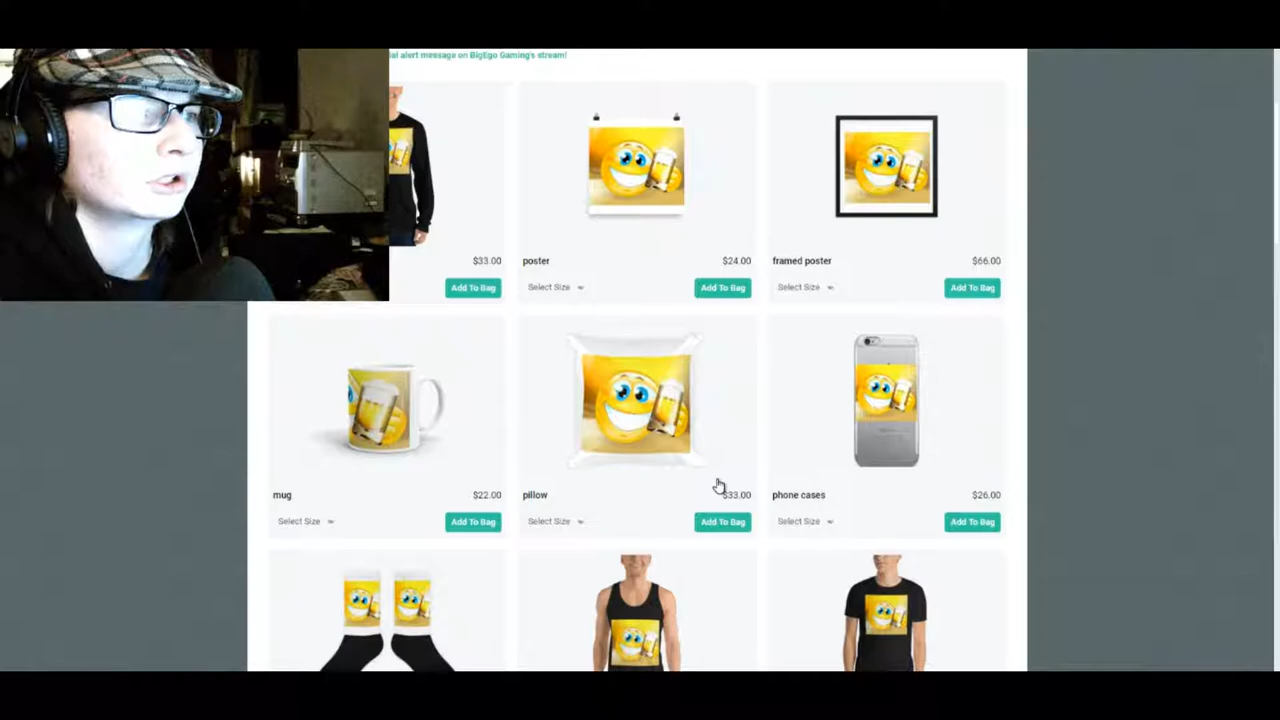 al alert message on BigEgo Gaming's stream!
$33.00
poster $24.00
framed poster $66.00
Add To Bag
Select Size
Add To Bag
Select Size
Add To Bag
mug $22.00
pillow $33.00
phone cases $26.00
Select Size
Add To Bag
Select Size
Add To Bag
Select Size
Add To Bag